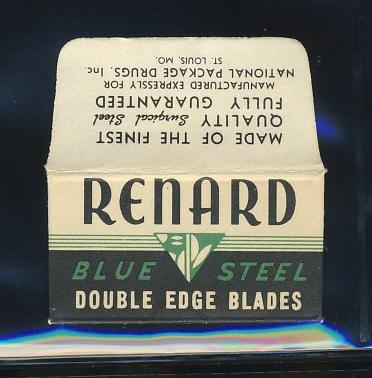 RENARD
BLUE STEEL
DOUBLE EDGE BLADES
MADE OF THE FINEST
QUALITY Surgical Steel
FULLY GUARANTEED
MANUFACTURED EXPRESSLY FOR
NATIONAL PACKAGE DRUGS, Inc.
ST. LOUIS, MO.